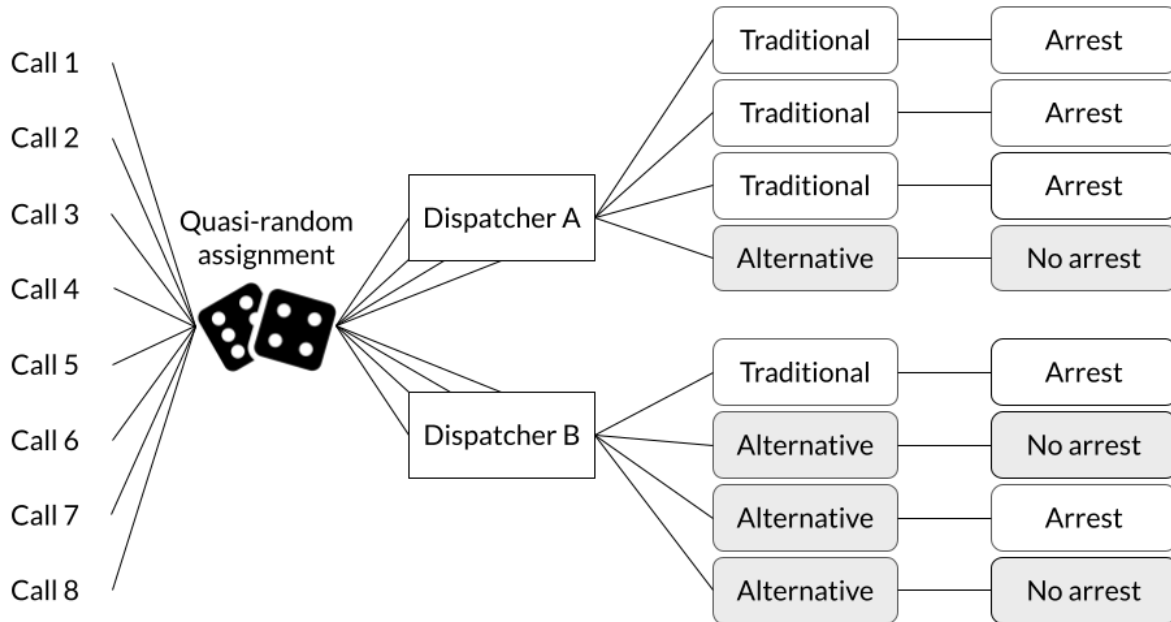 Call 1
Call 2
Call 3
Call 4
Call 5
Call 6
Call 7
Call 8
Quasi-random
assignment
Dispatcher A
Dispatcher B
Traditional
Arrest
Traditional
Arrest
Traditional
Arrest
Alternative
No arrest
Traditional
Arrest
Alternative
No arrest
Alternative
Arrest
Alternative
No arrest